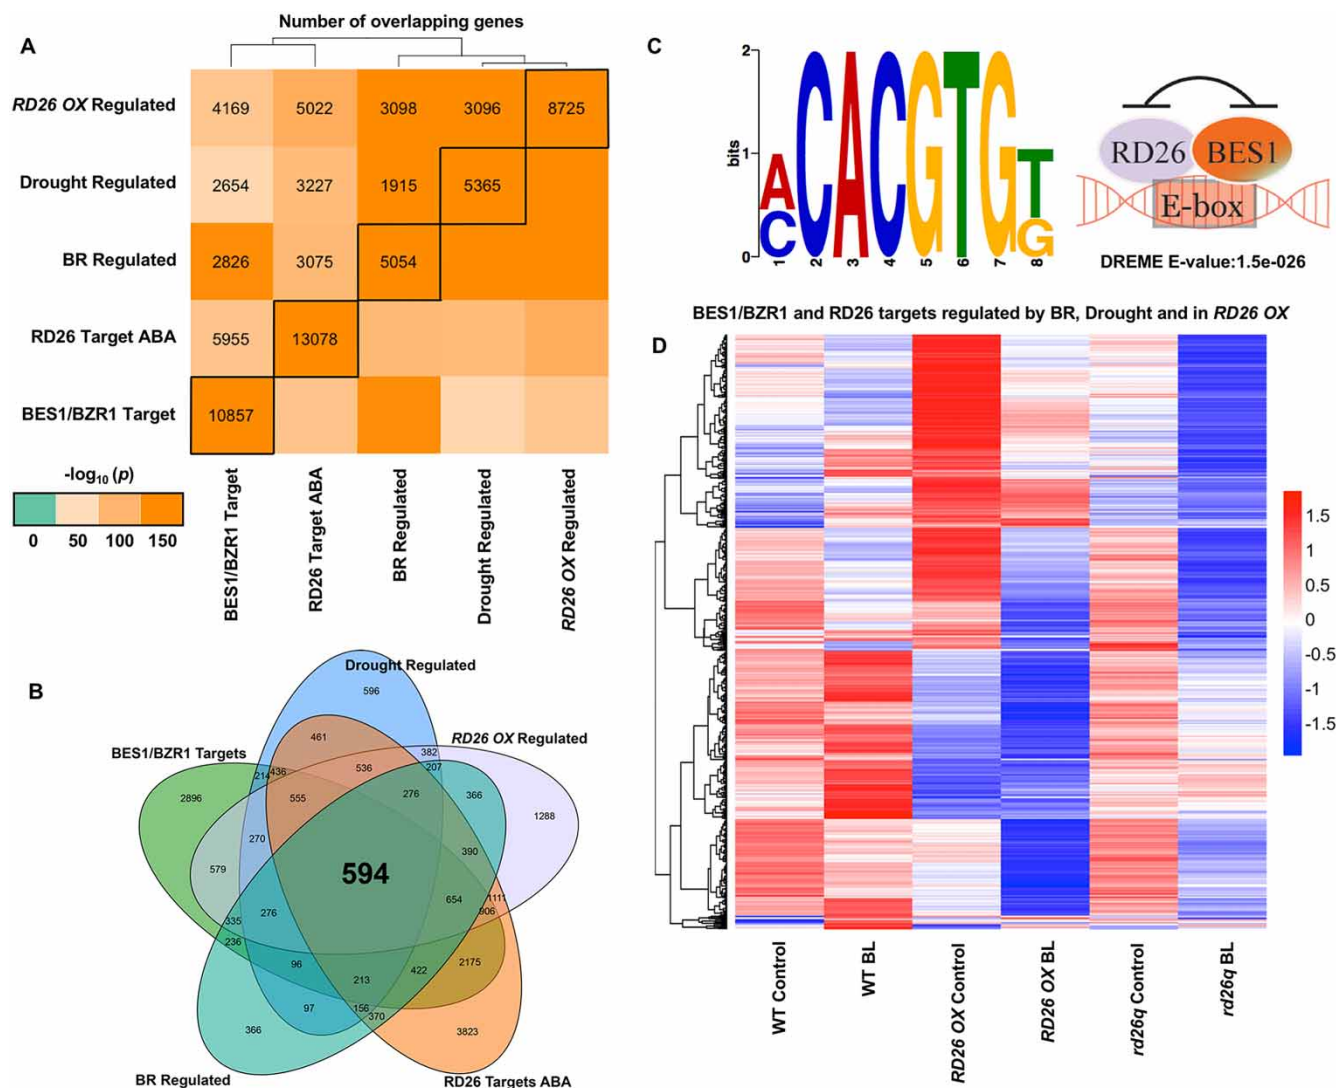 A
Number of overlapping genes
RD26 OX Regulated
4169 5022 3098 3096 8725
Drought Regulated
2654 3227 1915 5365
BR Regulated
2826 3075 5054
RD26 Target ABA
5955 13078
BES1/BZR1 Target
10857
-log10 (p)
0 50 100 150
BES1/BZR1 Target
RD26 Target ABA
BR Regulated
Drought Regulated
RD26 OX Regulated
B
Drought Regulated
596
RD26 OX Regulated
461
382
BES1/BZR1 Targets
214 436 536 207
2896 555 276 366
1288
270
390
579
594
654 1111
906
335 276
236
96 422 2175
213
97 156
370
366 3823
BR Regulated
RD26 Targets ABA
C
2
1
0
bits
ACACGTGT
C G
1 2 3 4 5 6 7 8
RD26 BES1
E-box
DREME E-value:1.5e-026
BES1/BZR1 and RD26 targets regulated by BR, Drought and in RD26 OX
D
1.5
1
0.5
0
-0.5
-1
-1.5
WT Control
WT BL
RD26 OX Control
RD26 OX BL
rd26q Control
rd26q BL